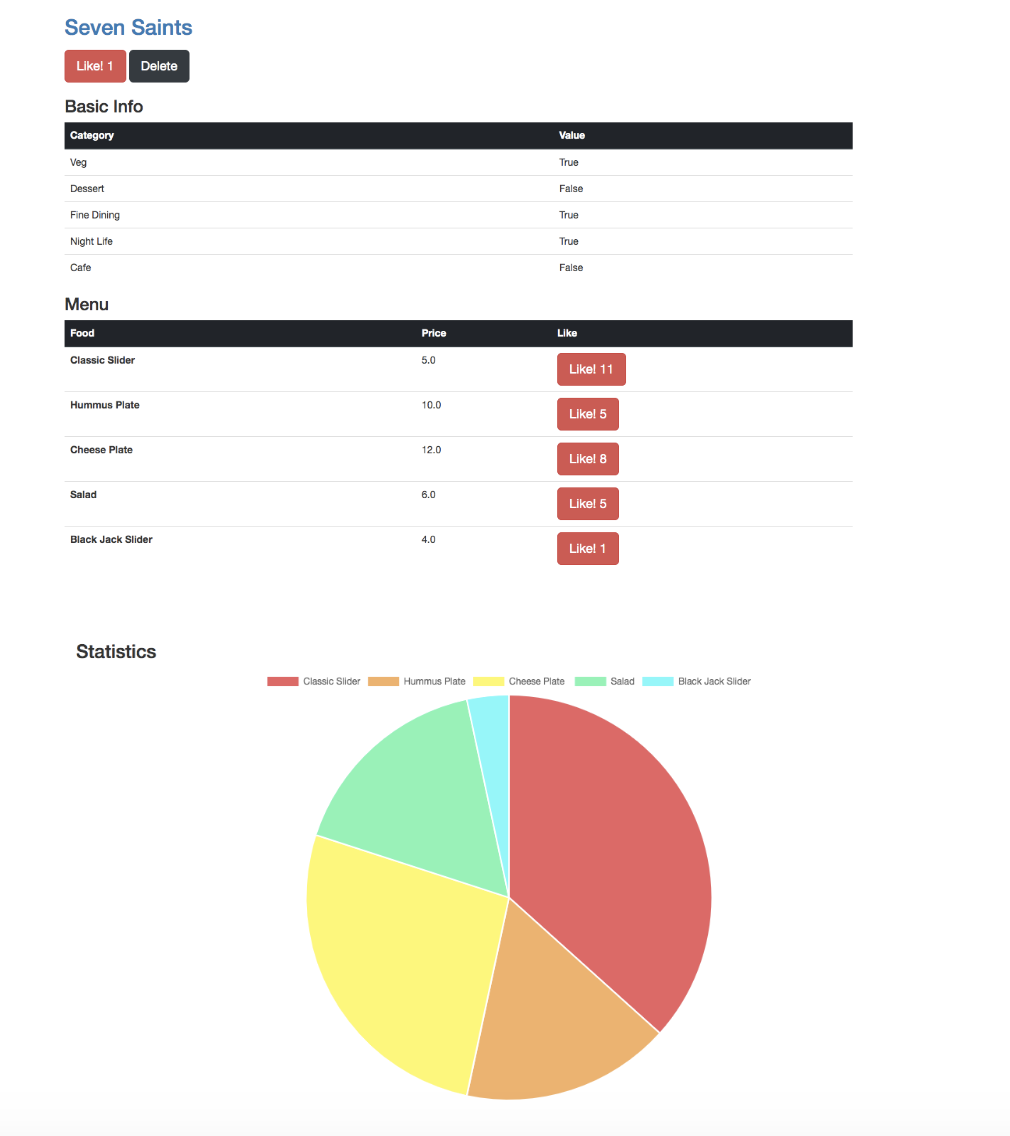 Seven Saints
Like! 1 Delete
Basic Info
Category Value
Veg True
Dessert False
Fine Dining True
Night Life True
Cafe False
Menu
Food Price Like
Classic Slider 5.0 Like! 11
Hummus Plate 10.0 Like! 5
Cheese Plate 12.0 Like! 8
Salad 6.0 Like! 5
Black Jack Slider 4.0 Like! 1
Statistics
Classic Slider Hummus Plate Cheese Plate Salad Black Jack Slider